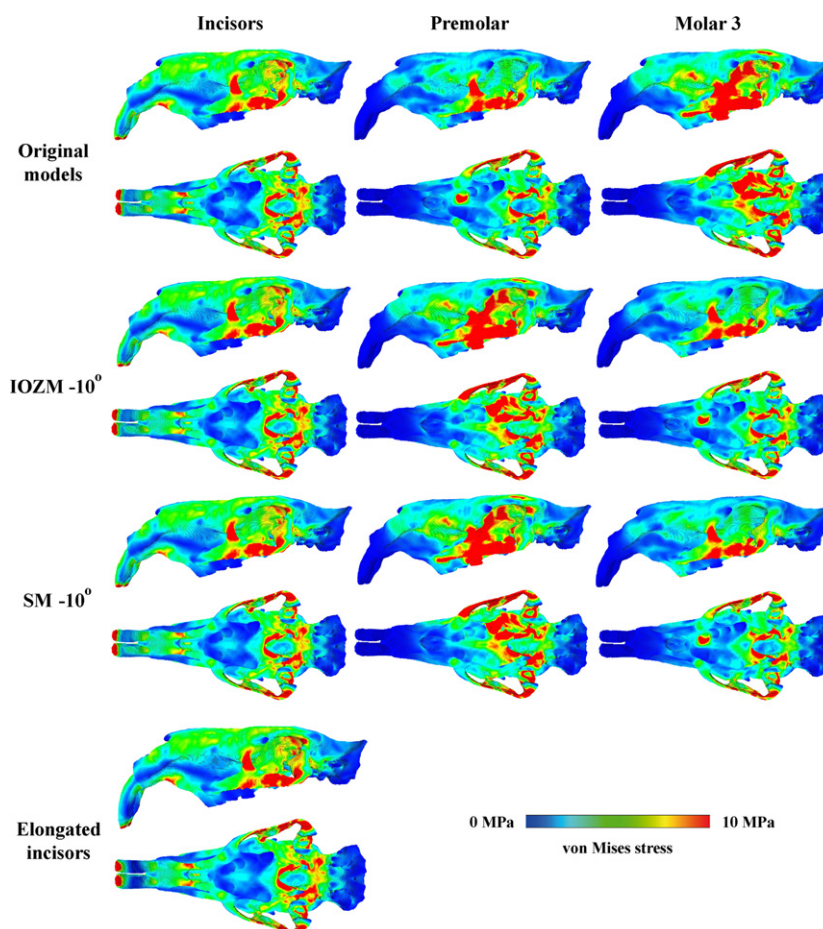 Incisors Premolar Molar 3
Original
models
IOZM -10°
SM -10°
Elongated
incisors
0 MPa 10 MPa
von Mises stress